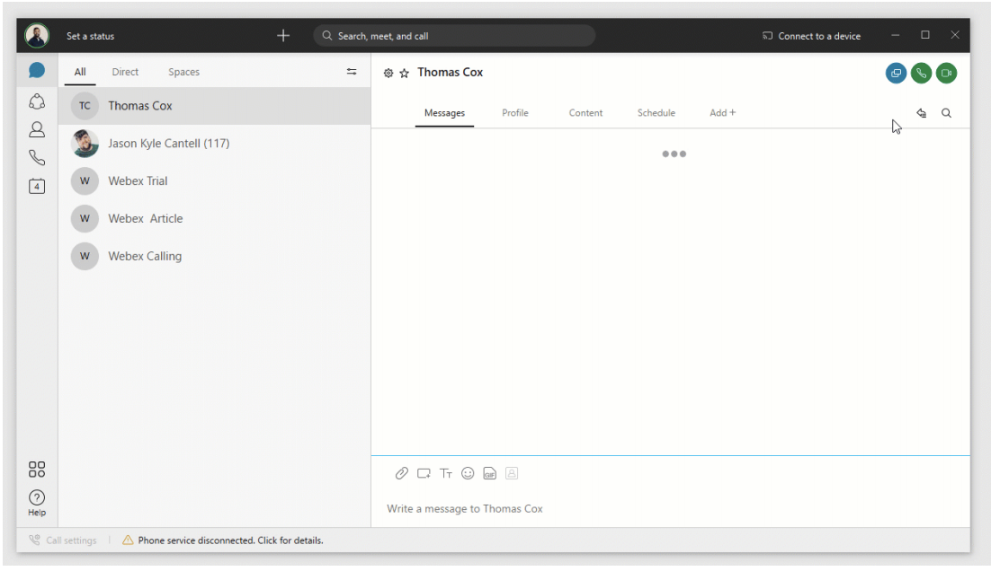 Set a status
Search, meet, and call
Connect to a device
All Direct Spaces
TC Thomas Cox
Jason Kyle Cantell (117)
W Webex Trial
W Webex  Article
W Webex Calling
4
Help
Thomas Cox
Messages Profile Content Schedule Add +
GIF
Write a message to Thomas Cox
Call settings Phone service disconnected. Click for details.